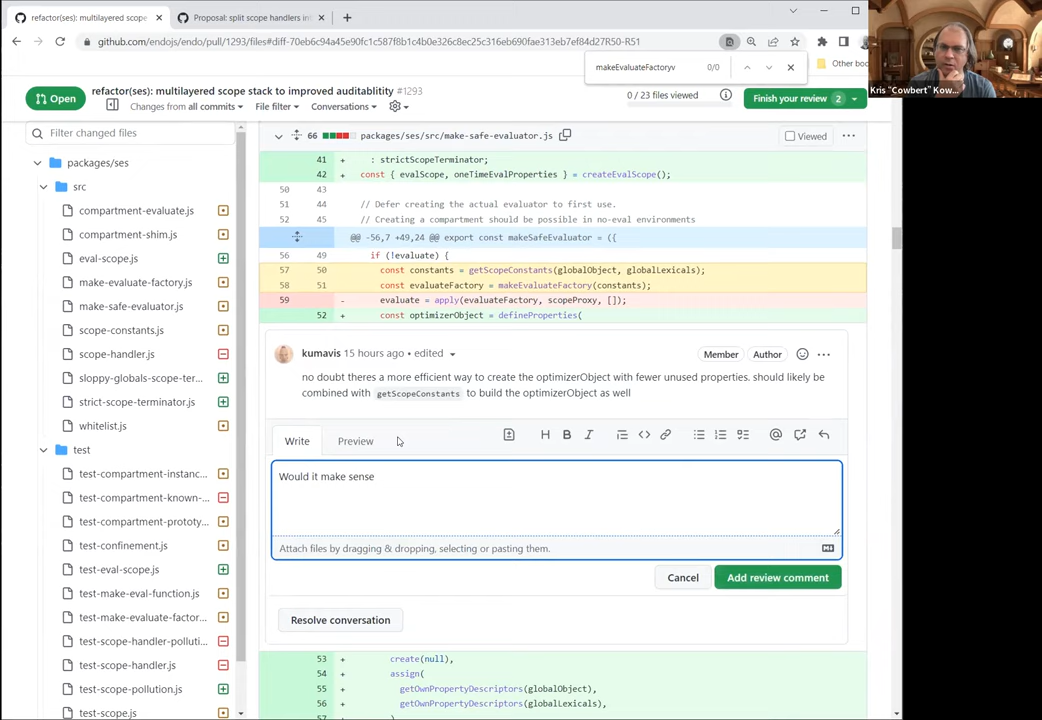 refactor(ses): multilayered scope
Proposal: split scope handlers in
github.com/endojs/endo/pull/1293/files#diff-70eb6c94a45e90fc1c587f8b1c4b0e326c8ec25c316eb690fae313eb7ef84d27R50-R51
makeEvaluateFactoryv 0/0
Other boo
Kris "Cowbert" Kow...
Open
refactor(ses): multilayered scope stack to improved auditablitity #1293
Changes from all commits
File filter
Conversations
0 / 23 files viewed
Finish your review 2
Filter changed files
packages/ses
src
compartment-evaluate.js
compartment-shim.js
eval-scope.js
make-evaluate-factory.js
make-safe-evaluator.js
scope-constants.js
scope-handler.js
sloppy-globals-scope-ter...
strict-scope-terminator.js
whitelist.js
test
test-compartment-instanc...
test-compartment-known-...
test-compartment-prototy...
test-confinement.js
test-eval-scope.js
test-make-eval-function.js
test-make-evaluate-factor...
test-scope-handler-polluti...
test-scope-handler.js
test-scope-pollution.js
test-scope.js
66 packages/ses/src/make-safe-evaluator.js
Viewed
41 + : strictScopeTerminator;
42 + const { evalScope, oneTimeEvalProperties } = createEvalScope();
50 43
51 44 // Defer creating the actual evaluator to first use.
52 45 // Creating a compartment should be possible in no-eval environments
@@ -56,7 +49,24 @@ export const makeSafeEvaluator = ({
56 49 if (!evaluate) {
57 50 const constants = getScopeConstants(globalObject, globalLexicals);
58 51 const evaluateFactory = makeEvaluateFactory(constants);
59 - evaluate = apply(evaluateFactory, scopeProxy, []);
52 + const optimizerObject = defineProperties(
kumavis 15 hours ago • edited
Member
Author
no doubt theres a more efficient way to create the optimizerObject with fewer unused properties. should likely be
combined with getScopeConstants to build the optimizerObject as well
Write
Preview
Would it make sense
Attach files by dragging & dropping, selecting or pasting them.
Cancel
Add review comment
Resolve conversation
53 + create(null),
54 + assign(
55 + getOwnPropertyDescriptors(globalObject),
56 + getOwnPropertyDescriptors(globalLexicals),
57 + )